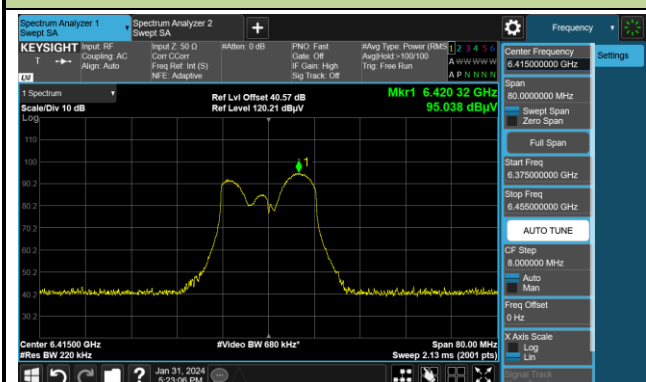 Spectrum Analyzer 1
Swept SA
Spectrum Analyzer 2
Swept SA
+
Frequency
KEYSIGHT
Input: RF
Coupling: AC
Align: Auto
Input Z: 50 Ω
Corr CCorr
Freq Ref: Int (S)
NFE: Adaptive
#Atten: 0 dB
PNO: Fast
Gate: Off
IF Gain: High
Sig Track: Off
#Avg Type: Power (RMS
Avg|Hold:>100/100
Trig: Free Run
1 2 3 4 5 6
A W W W W W
A P N N N N
Center Frequency
6.415000000 GHz
Settings
Span
80.0000000 MHz
Swept Span
Zero Span
Full Span
Start Freq
6.375000000 GHz
Stop Freq
6.455000000 GHz
AUTO TUNE
CF Step
8.000000 MHz
Auto
Man
Freq Offset
0 Hz
X Axis Scale
Log
Lin
Signal Track
1 Spectrum
Scale/Div 10 dB
Log
Ref Lvl Offset 40.57 dB
Ref Level 120.21 dBµV
Mkr1 6.420 32 GHz
95.038 dBµV
1
110
100
90.2
80.2
70.2
60.2
50.2
40.2
30.2
Center 6.41500 GHz
#Res BW 220 kHz
#Video BW 680 kHz*
Span 80.00 MHz
Sweep 2.13 ms (2001 pts)
?
Jan 31, 2024
5:23:06 PM